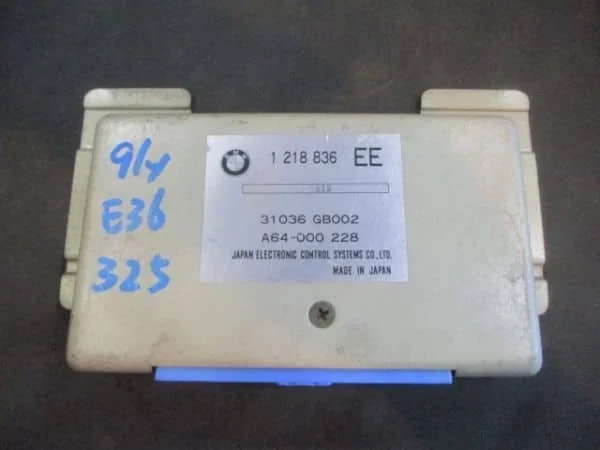 91y
E36
325
1 218 836 EE
31036 GB002
A64-000 228
JAPAN ELECTRONIC CONTROL SYSTEMS CO., LTD.
MADE IN JAPAN